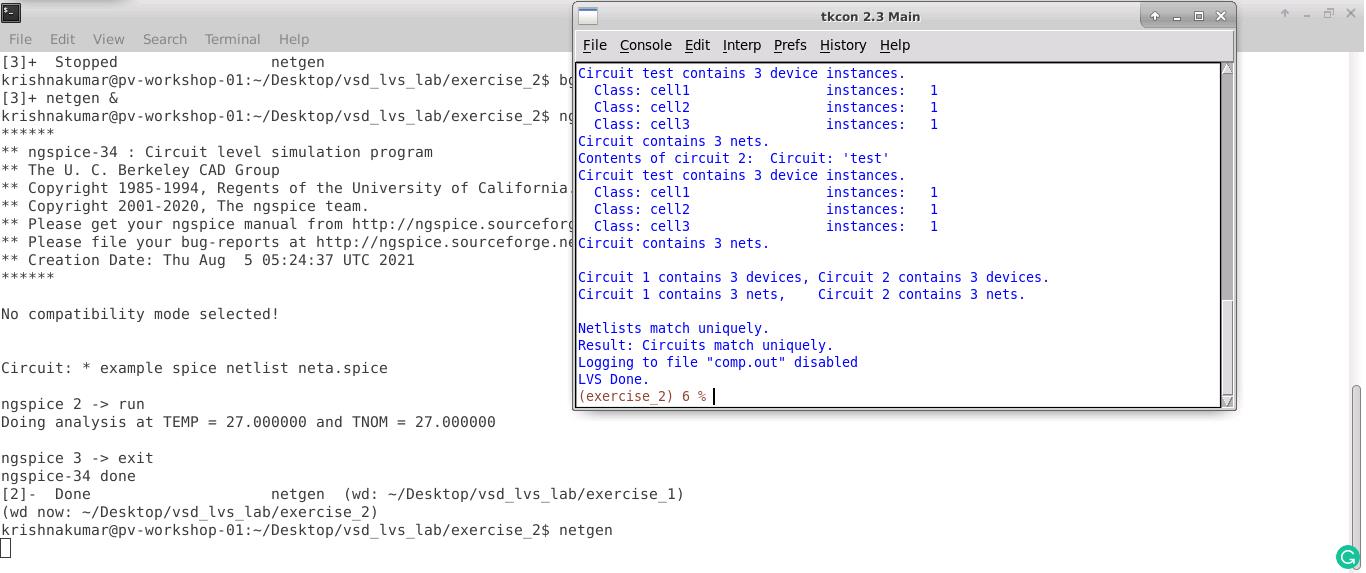 File Edit View Search Terminal Help
[3]+  Stopped                 netgen
krishnakumar@pv-workshop-01:~/Desktop/vsd_lvs_lab/exercise_2$
[3]+ netgen &
krishnakumar@pv-workshop-01:~/Desktop/vsd_lvs_lab/exercise_2$
******
** ngspice-34 : Circuit level simulation program
** The U. C. Berkeley CAD Group
** Copyright 1985-1994, Regents of the University of California.
** Copyright 2001-2020, The ngspice team.
** Please get your ngspice manual from http://ngspice.sourceforg
** Please file your bug-reports at http://ngspice.sourceforge.ne
** Creation Date: Thu Aug  5 05:24:37 UTC 2021
******
No compatibility mode selected!
Circuit: * example spice netlist neta.spice
ngspice 2 -> run
Doing analysis at TEMP = 27.000000 and TNOM = 27.000000
ngspice 3 -> exit
ngspice-34 done
[2]-  Done                    netgen  (wd: ~/Desktop/vsd_lvs_lab/exercise_1)
(wd now: ~/Desktop/vsd_lvs_lab/exercise_2)
krishnakumar@pv-workshop-01:~/Desktop/vsd_lvs_lab/exercise_2$ netgen
tkcon 2.3 Main
File Console Edit Interp Prefs History Help
Circuit test contains 3 device instances.
  Class: cell1                 instances:   1
  Class: cell2                 instances:   1
  Class: cell3                 instances:   1
Circuit contains 3 nets.
Contents of circuit 2:  Circuit: 'test'
Circuit test contains 3 device instances.
  Class: cell1                 instances:   1
  Class: cell2                 instances:   1
  Class: cell3                 instances:   1
Circuit contains 3 nets.
Circuit 1 contains 3 devices, Circuit 2 contains 3 devices.
Circuit 1 contains 3 nets,    Circuit 2 contains 3 nets.
Netlists match uniquely.
Result: Circuits match uniquely.
Logging to file "comp.out" disabled
LVS Done.
(exercise_2) 6 %